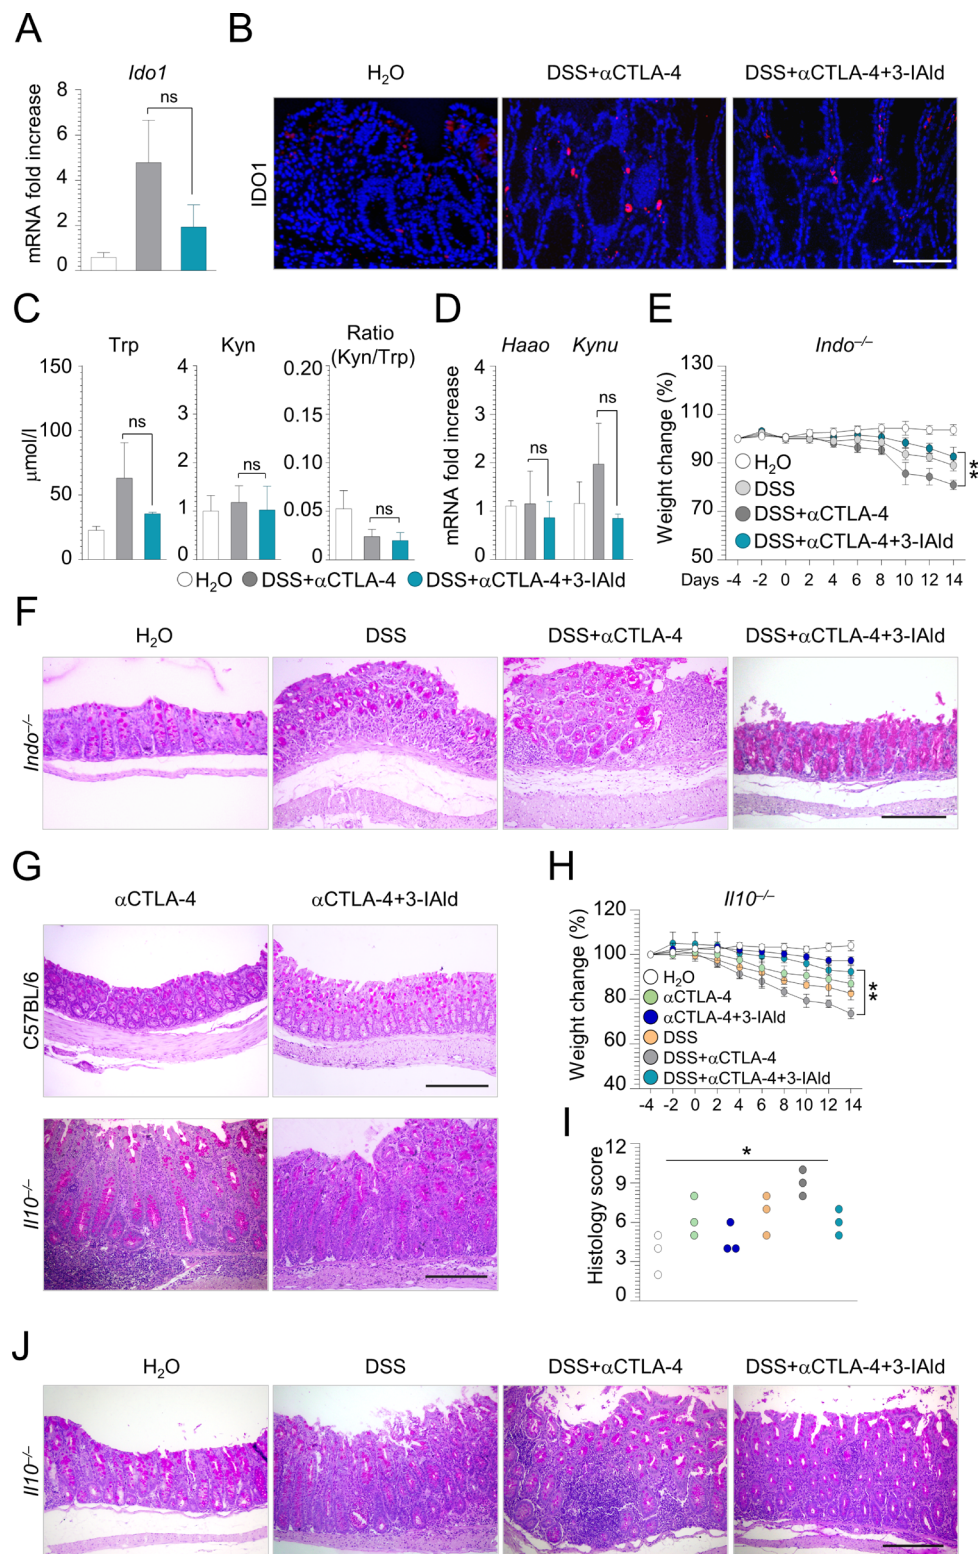 A
Ido1
mRNA fold increase
8
6
4
2
0
ns
B
H₂O
DSS+αCTLA-4
DSS+αCTLA-4+3-IAld
IDO1
C
Trp
Kyn
Ratio
(Kyn/Trp)
μmol/l
150
100
50
0
ns
4
3
2
1
0
ns
0.20
0.15
0.10
0.05
0.00
ns
H₂O
DSS+αCTLA-4
DSS+αCTLA-4+3-IAld
D
Haao
Kynu
mRNA fold increase
4
3
2
1
0
ns
ns
E
Indo–/–
Weight change (%)
130
110
90
70
50
H₂O
DSS
DSS+αCTLA-4
DSS+αCTLA-4+3-IAld
**
Days -4 -2 0 2 4 6 8 10 12 14
F
H₂O
DSS
DSS+αCTLA-4
DSS+αCTLA-4+3-IAld
Indo–/–
G
αCTLA-4
αCTLA-4+3-IAld
C57BL/6
Il10–/–
H
Il10–/–
Weight change (%)
120
100
80
60
40
H₂O
αCTLA-4
αCTLA-4+3-IAld
DSS
DSS+αCTLA-4
DSS+αCTLA-4+3-IAld
**
-4 -2 0 2 4 6 8 10 12 14
I
Histology score
12
9
6
3
0
*
J
H₂O
DSS
DSS+αCTLA-4
DSS+αCTLA-4+3-IAld
Il10–/–